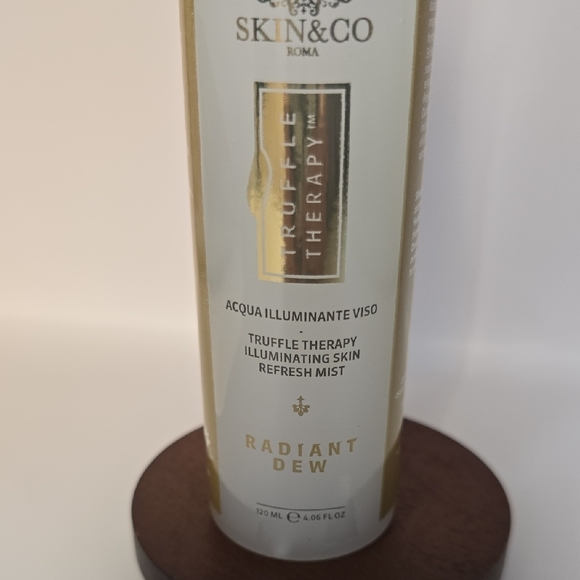 SKIN&CO
ROMA
TRUFFLE
THERAPY™
ACQUA ILLUMINANTE VISO
-
TRUFFLE THERAPY
ILLUMINATING SKIN
REFRESH MIST
RADIANT
DEW
120 ML ℮ 4.06 FL OZ